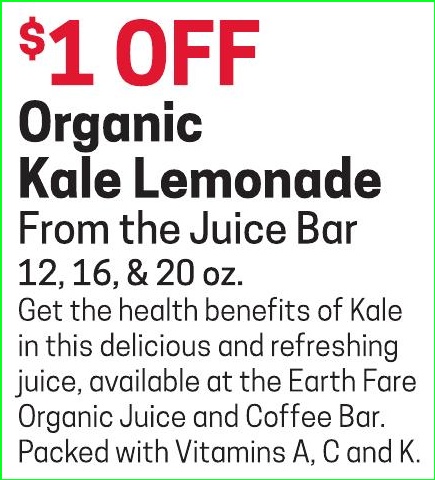 $1 OFF
Organic
Kale Lemonade
From the Juice Bar
12, 16, & 20 oz.
Get the health benefits of Kale
in this delicious and refreshing
juice, available at the Earth Fare
Organic Juice and Coffee Bar.
Packed with Vitamins A, C and K.